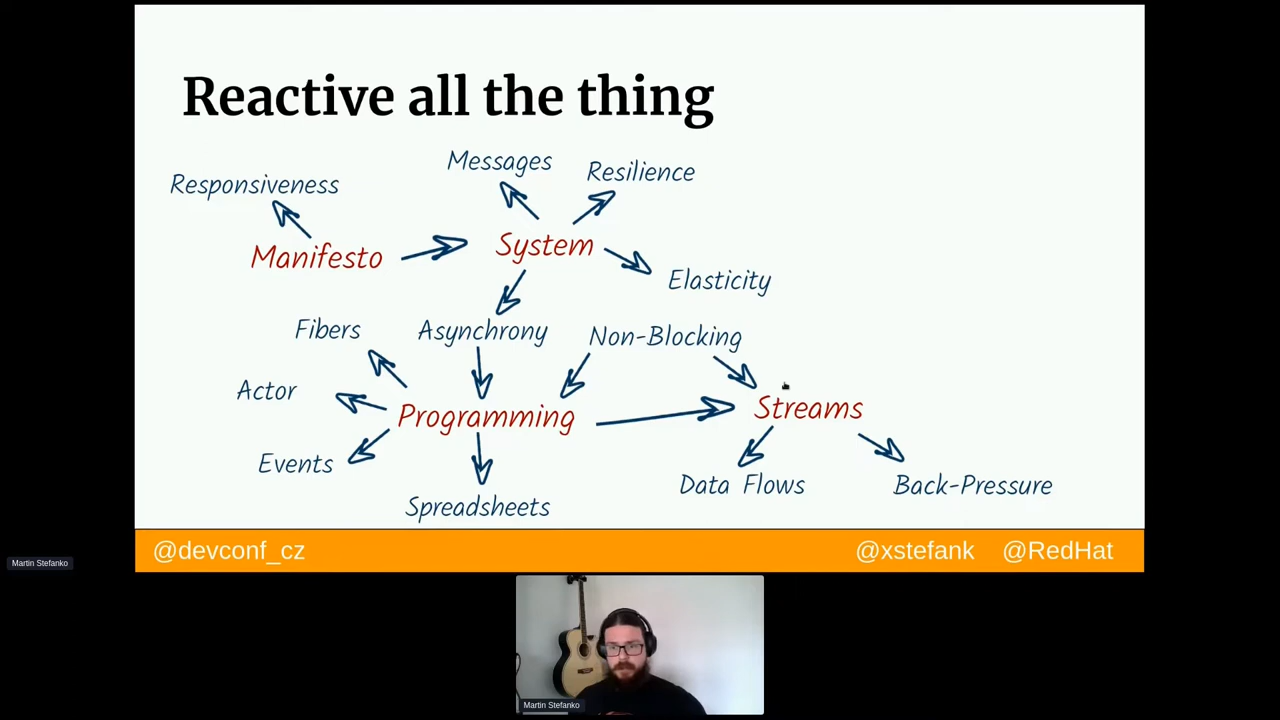 Reactive all the thing
Messages
Resilience
Responsiveness
System
Manifesto
Elasticity
Fibers
Asynchrony
Non-Blocking
Actor
Programming
Streams
Events
Data Flows
Back-Pressure
Spreadsheets
@devconf_cz
@xstefank @RedHat
Martin Stefanko
Martin Stefanko